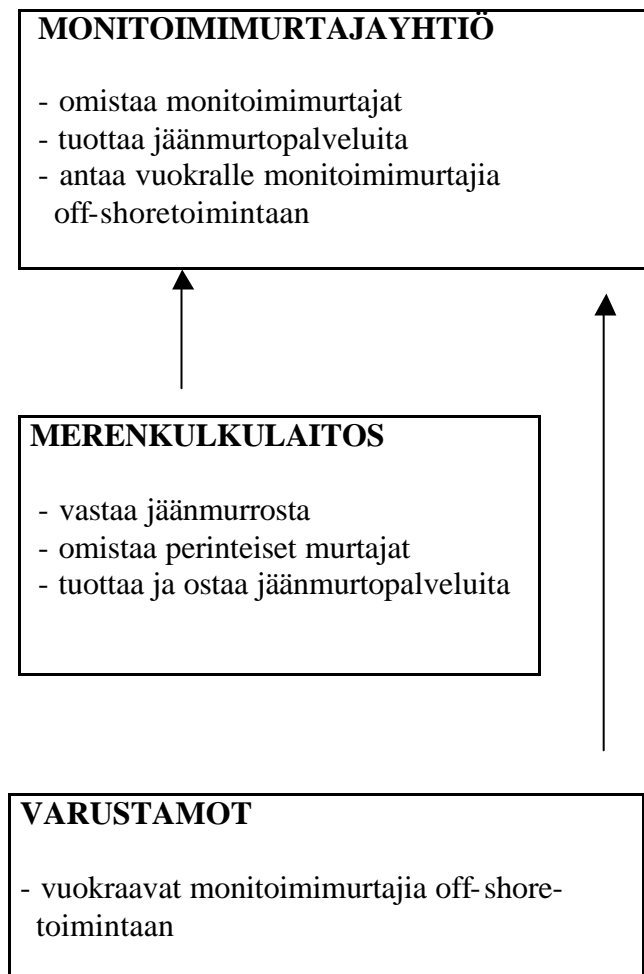 MONITOIMIMURTAJAYHTIÖ
- omistaa monitoimimurtajat
- tuottaa jäänmurtopalveluita
- antaa vuokralle monitoimimurtajia
off-shoretoimintaan
MERENKULKULAITOS
- vastaa jäänmurrosta
- omistaa perinteiset murtajat
- tuottaa ja ostaa jäänmurtopalveluita
VARUSTAMOT
- vuokraavat monitoimimurtajia off-shore-
toimintaan